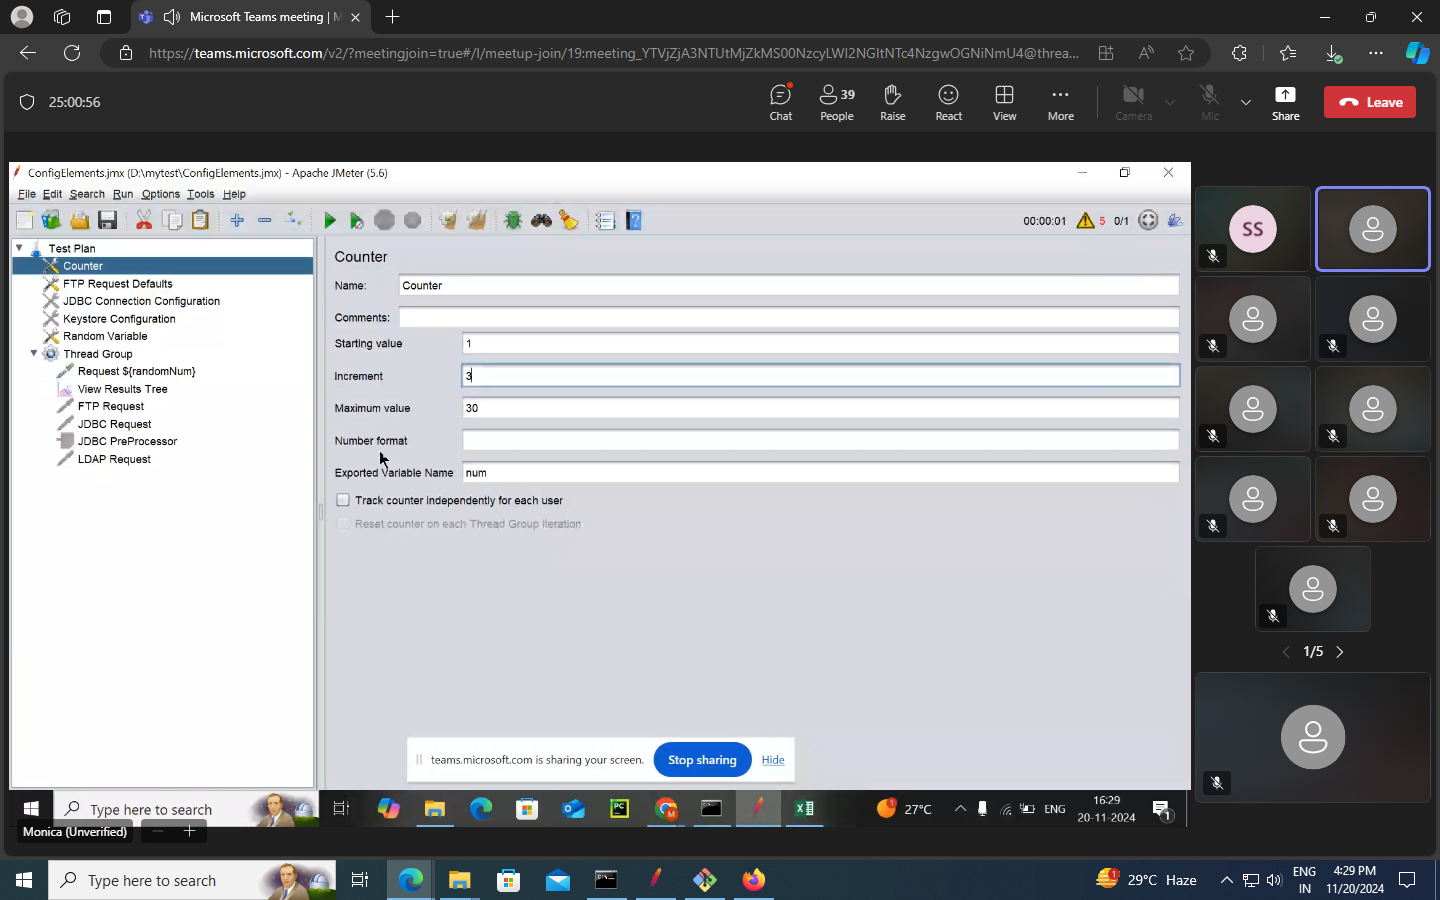 Microsoft Teams meeting | M
https://teams.microsoft.com/v2/?meetingjoin=true#/l/meetup-join/19:meeting_YTVjZjA3NTUtMjZkMS00NzcyLWI2NGItNTc4NzgwOGNiNmU4@threa...
25:00:56
Chat
39
People
Raise
React
View
More
Camera
Mic
Share
Leave
ConfigElements.jmx (D:\mytest\ConfigElements.jmx) - Apache JMeter (5.6)
File Edit Search Run Options Tools Help
00:00:01 5 0/1
Test Plan
Counter
FTP Request Defaults
JDBC Connection Configuration
Keystore Configuration
Random Variable
Thread Group
Request ${randomNum}
View Results Tree
FTP Request
JDBC Request
JDBC PreProcessor
LDAP Request
Counter
Name: Counter
Comments:
Starting value 1
Increment 3
Maximum value 30
Number format
Exported Variable Name num
Track counter independently for each user
Reset counter on each Thread Group Iteration
SS
1/5
teams.microsoft.com is sharing your screen. Stop sharing Hide
Type here to search
PC
M
27°C
ENG
16:29
20-11-2024
1
Monica (Unverified)
Type here to search
1
29°C Haze
ENG
IN
4:29 PM
11/20/2024